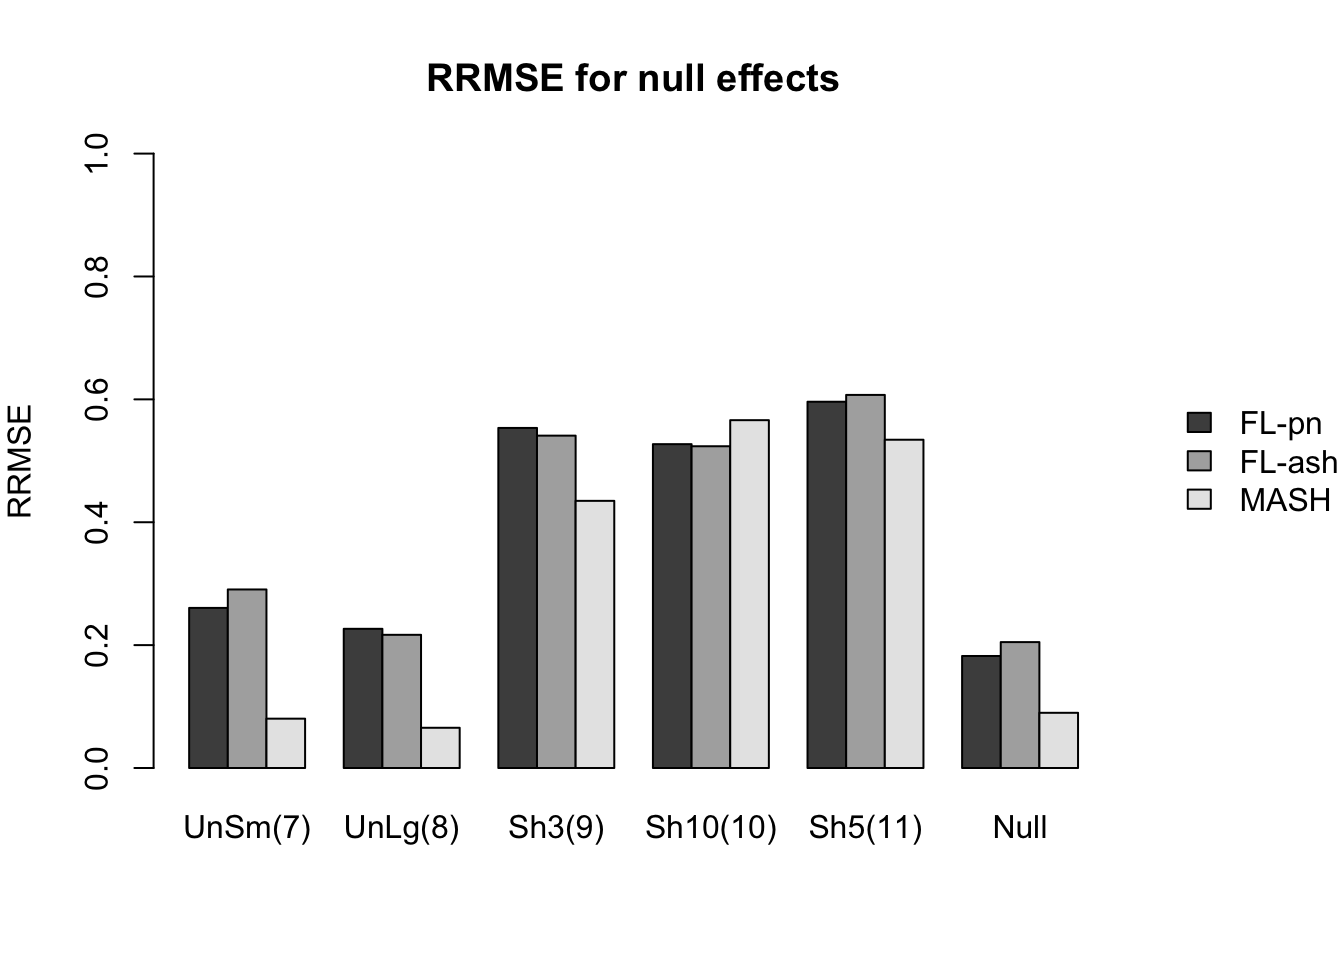 RRMSE for null effects
RRMSE
1.0
0.8
0.6
0.4
0.2
0.0
UnSm(7) UnLg(8) Sh3(9) Sh10(10) Sh5(11) Null
FL-pn
FL-ash
MASH